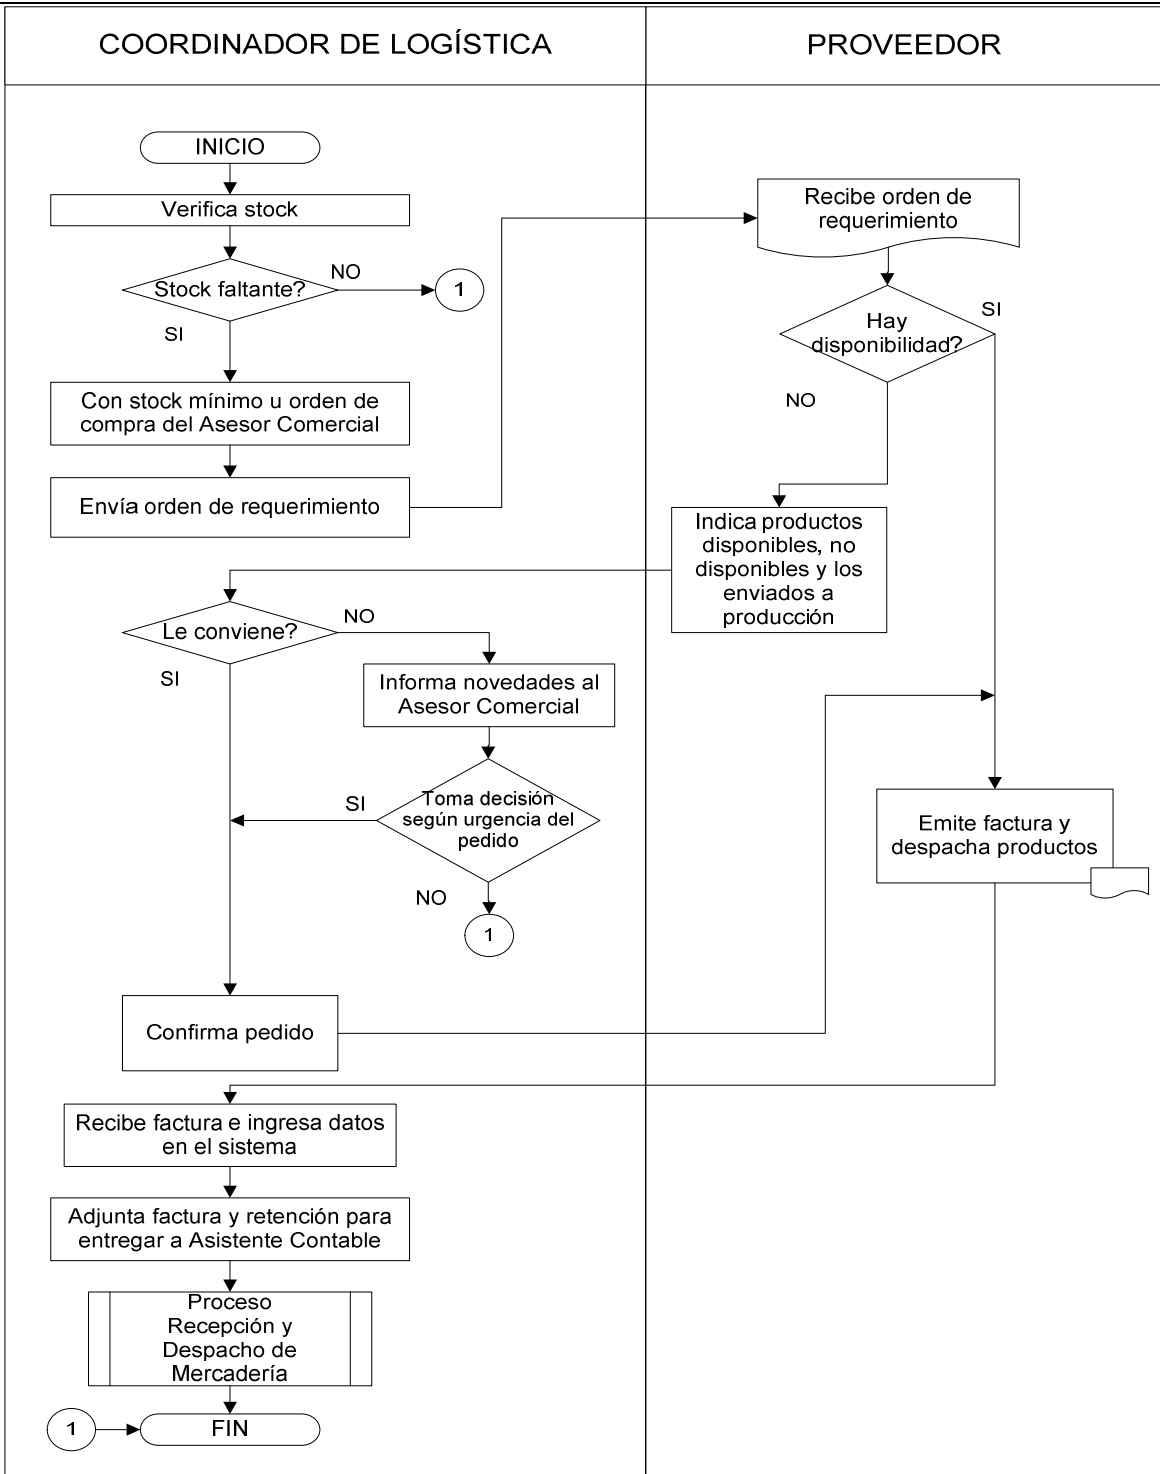 COORDINADOR DE LOGÍSTICA
PROVEEDOR
INICIO
Verifica stock
Stock faltante?
NO
1
SI
Con stock mínimo u orden de
compra del Asesor Comercial
Envía orden de requerimiento
Recibe orden de
requerimiento
Hay
disponibilidad?
SI
NO
Indica productos
disponibles, no
disponibles y los
enviados a
producción
Le conviene?
NO
SI
Informa novedades al
Asesor Comercial
Toma decisión
según urgencia del
pedido
SI
NO
1
Emite factura y
despacha productos
Confirma pedido
Recibe factura e ingresa datos
en el sistema
Adjunta factura y retención para
entregar a Asistente Contable
Proceso
Recepción y
Despacho de
Mercadería
1
FIN